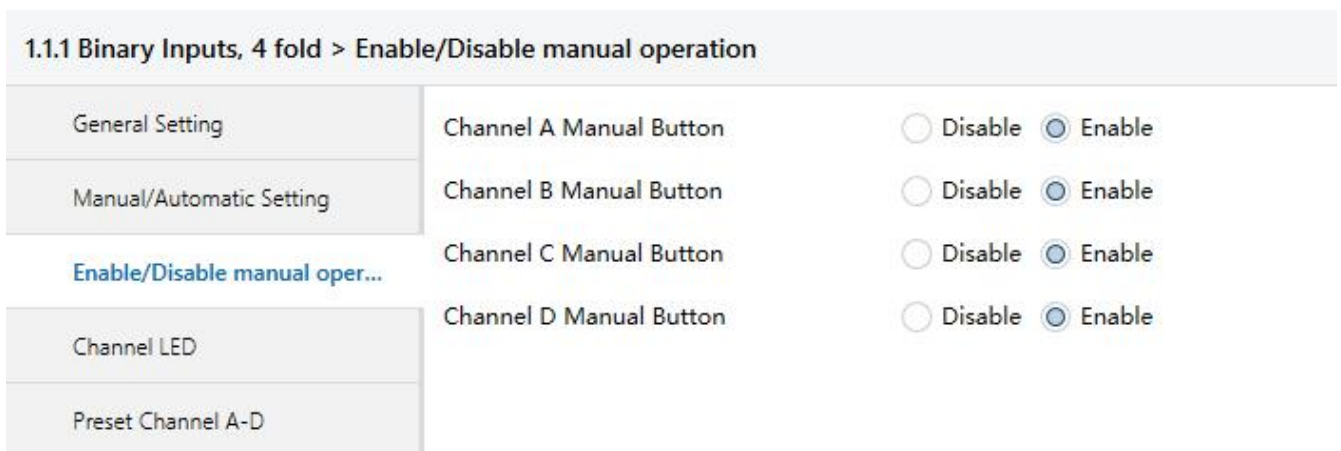 1.1.1 Binary Inputs, 4 fold > Enable/Disable manual operation
General Setting
Manual/Automatic Setting
Enable/Disable manual oper...
Channel LED
Preset Channel A-D
Channel A Manual Button Disable Enable
Channel B Manual Button Disable Enable
Channel C Manual Button Disable Enable
Channel D Manual Button Disable Enable